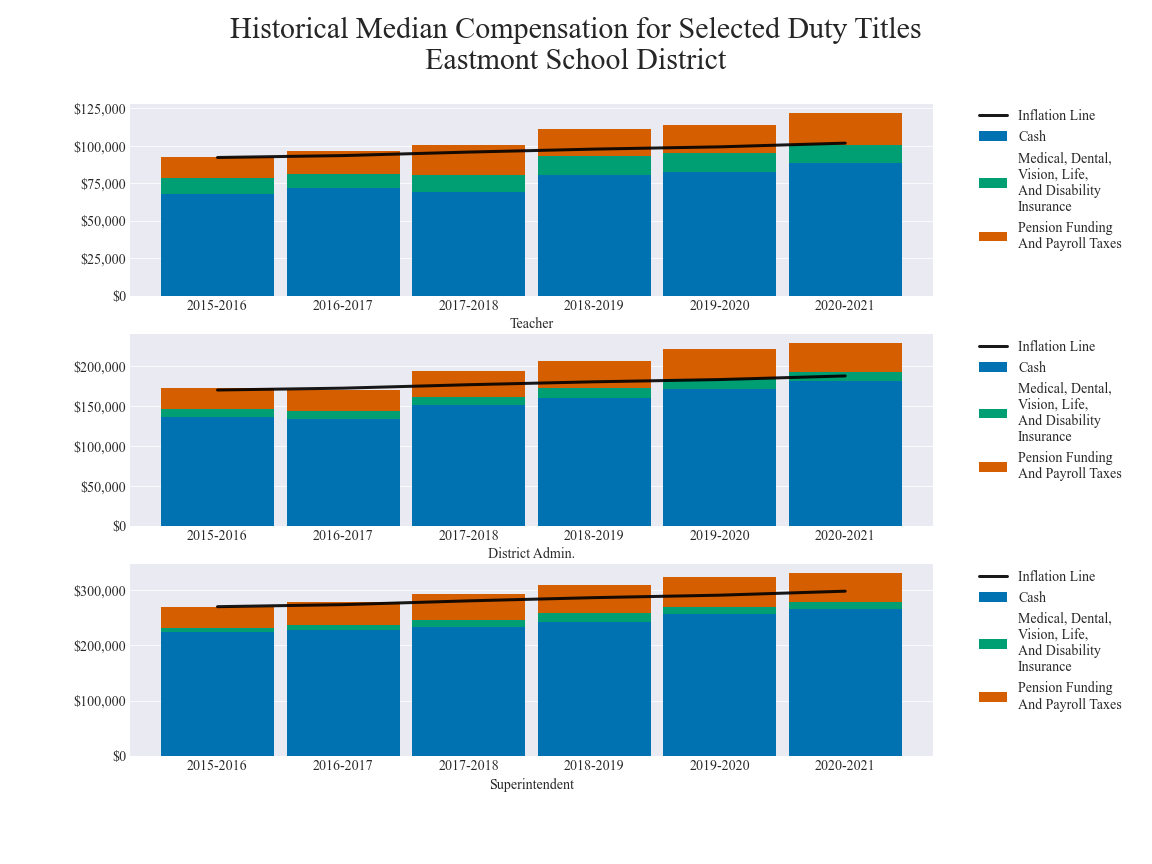 Historical Median Compensation for Selected Duty Titles
Eastmont School District
$125,000
$100,000
$75,000
$50,000
$25,000
$0
2015-2016 2016-2017 2017-2018 2018-2019 2019-2020 2020-2021
Teacher
Inflation Line
Cash
Medical, Dental,
Vision, Life,
And Disability
Insurance
Pension Funding
And Payroll Taxes
$200,000
$150,000
$100,000
$50,000
$0
2015-2016 2016-2017 2017-2018 2018-2019 2019-2020 2020-2021
District Admin.
Inflation Line
Cash
Medical, Dental,
Vision, Life,
And Disability
Insurance
Pension Funding
And Payroll Taxes
$300,000
$200,000
$100,000
$0
2015-2016 2016-2017 2017-2018 2018-2019 2019-2020 2020-2021
Superintendent
Inflation Line
Cash
Medical, Dental,
Vision, Life,
And Disability
Insurance
Pension Funding
And Payroll Taxes